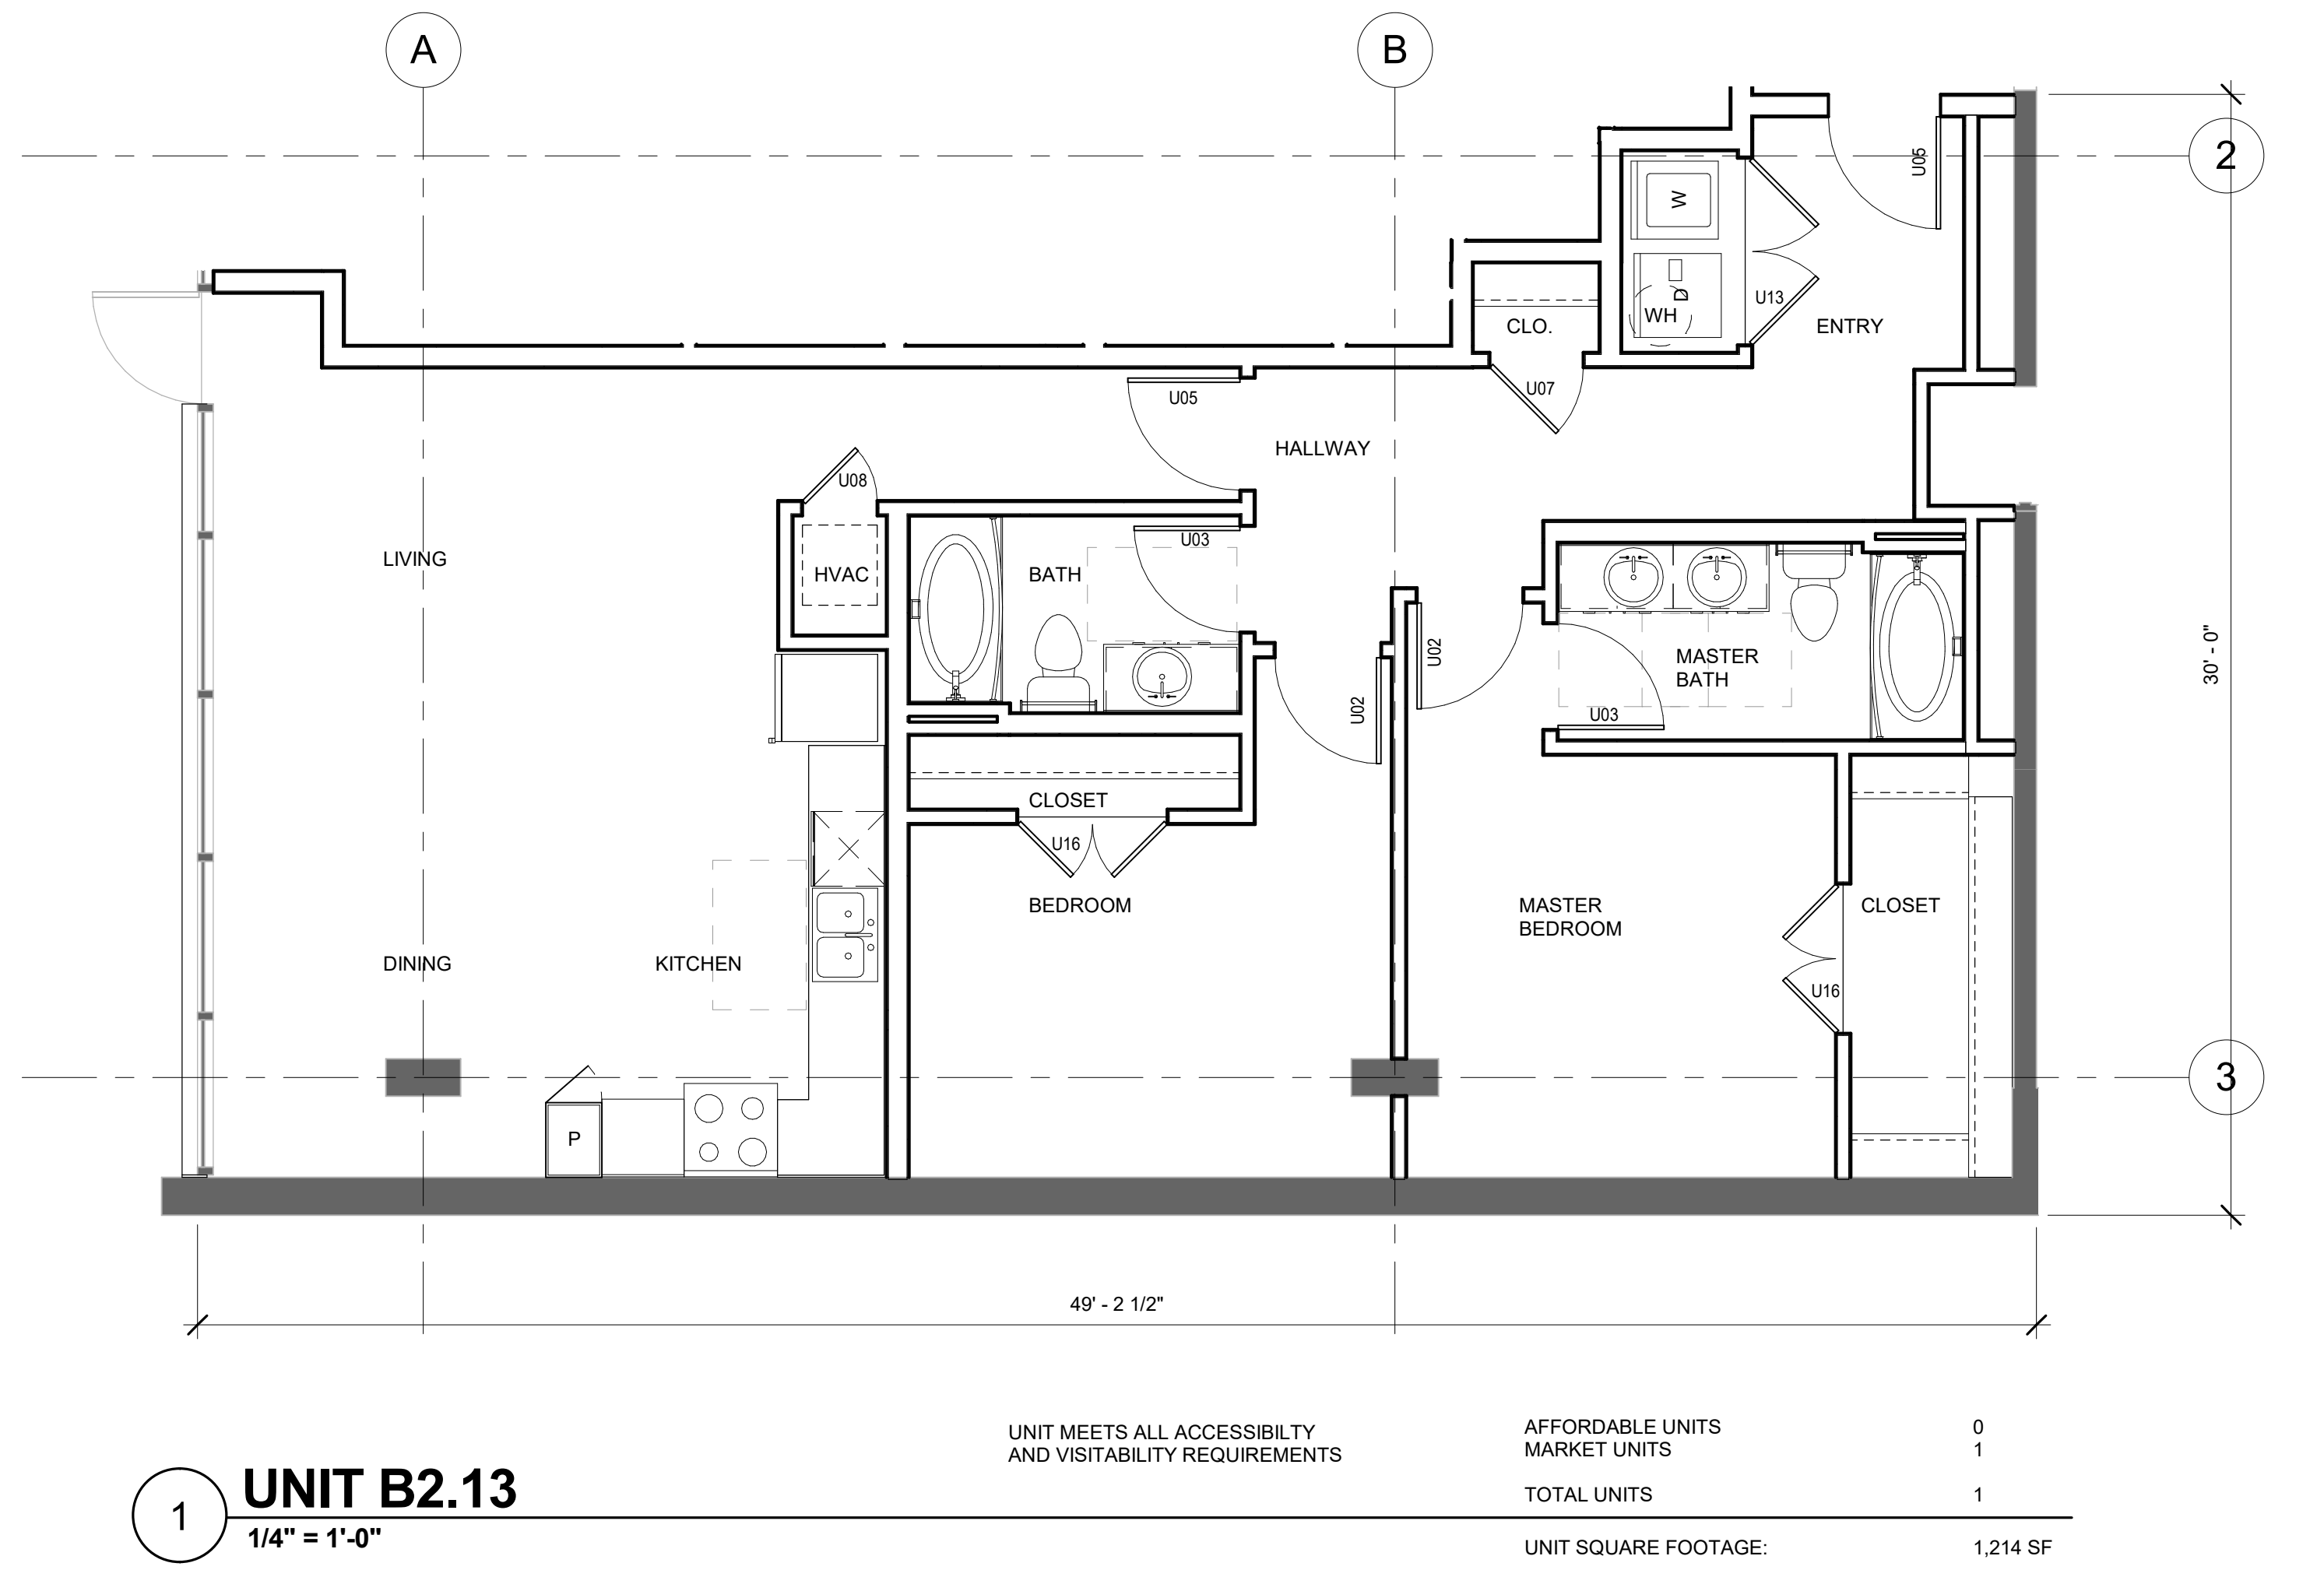 A
B
2
U05
W
D
WH
U13
ENTRY
CLO.
U07
U05
HALLWAY
U08
LIVING
HVAC
BATH
U03
U02
U02
MASTER
BATH
U03
30' - 0"
CLOSET
U16
BEDROOM
MASTER
BEDROOM
CLOSET
U16
DINING
KITCHEN
3
P
49' - 2 1/2"
UNIT MEETS ALL ACCESSIBILTY
AND VISITABILITY REQUIREMENTS
AFFORDABLE UNITS 0
MARKET UNITS 1
TOTAL UNITS 1
1
UNIT B2.13
1/4" = 1'-0"
UNIT SQUARE FOOTAGE: 1,214 SF